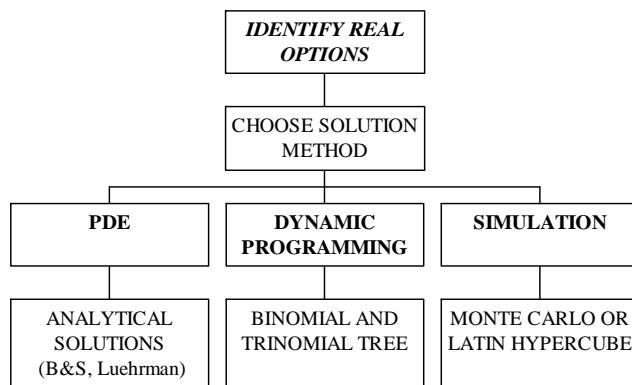 IDENTIFY REAL
OPTIONS
CHOOSE SOLUTION
METHOD
PDE
DYNAMIC
PROGRAMMING
SIMULATION
ANALYTICAL
SOLUTIONS
(B&S, Luehrman)
BINOMIAL AND
TRINOMIAL TREE
MONTE CARLO OR
LATIN HYPERCUBE